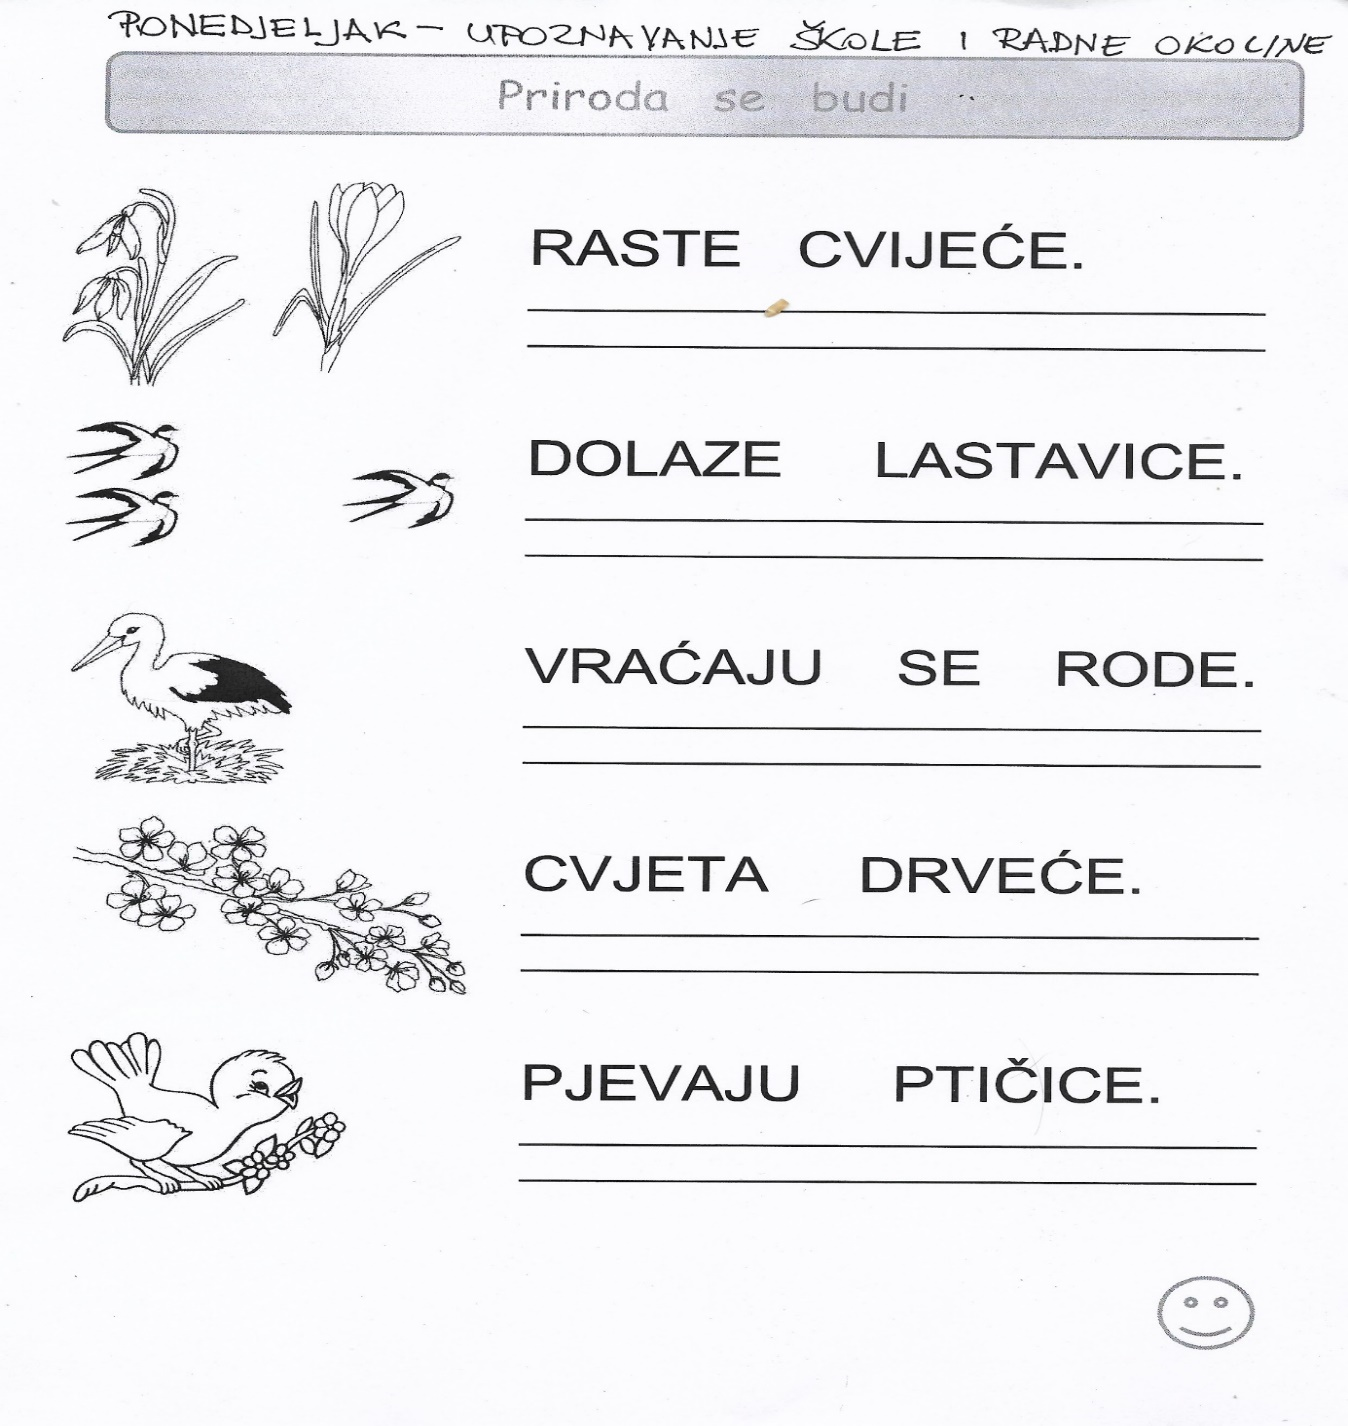 PONEDJELJAK - UPOZNAVANJE ŠKOLE I RADNE OKOLINE
Priroda se budi
RASTE CVIJEĆE.
DOLAZE LASTAVICE.
VRAĆAJU SE RODE.
CVJETA DRVEĆE.
PJEVAJU PTIČICE.